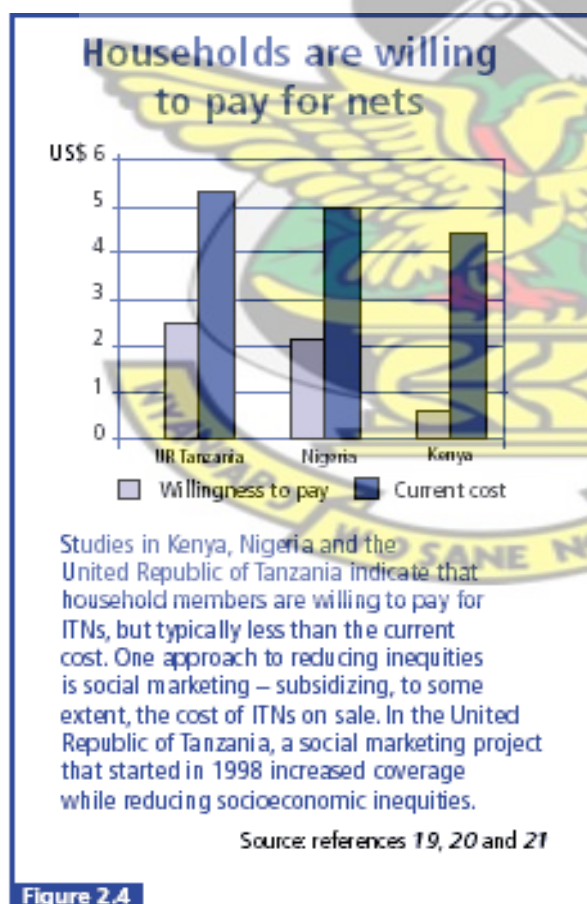 Households are willing
to pay for nets
US$ 6
5
4
3
2
1
0
UR Tanzania Nigeria Kenya
Willingness to pay Current cost
Studies in Kenya, Nigeria and the
United Republic of Tanzania indicate that
household members are willing to pay for
ITNs, but typically less than the current
cost. One approach to reducing inequities
is social marketing – subsidizing, to some
extent, the cost of ITNs on sale. In the United
Republic of Tanzania, a social marketing project
that started in 1998 increased coverage
while reducing socioeconomic inequities.
Source: references 19, 20 and 21
Figure 2.4
SANE